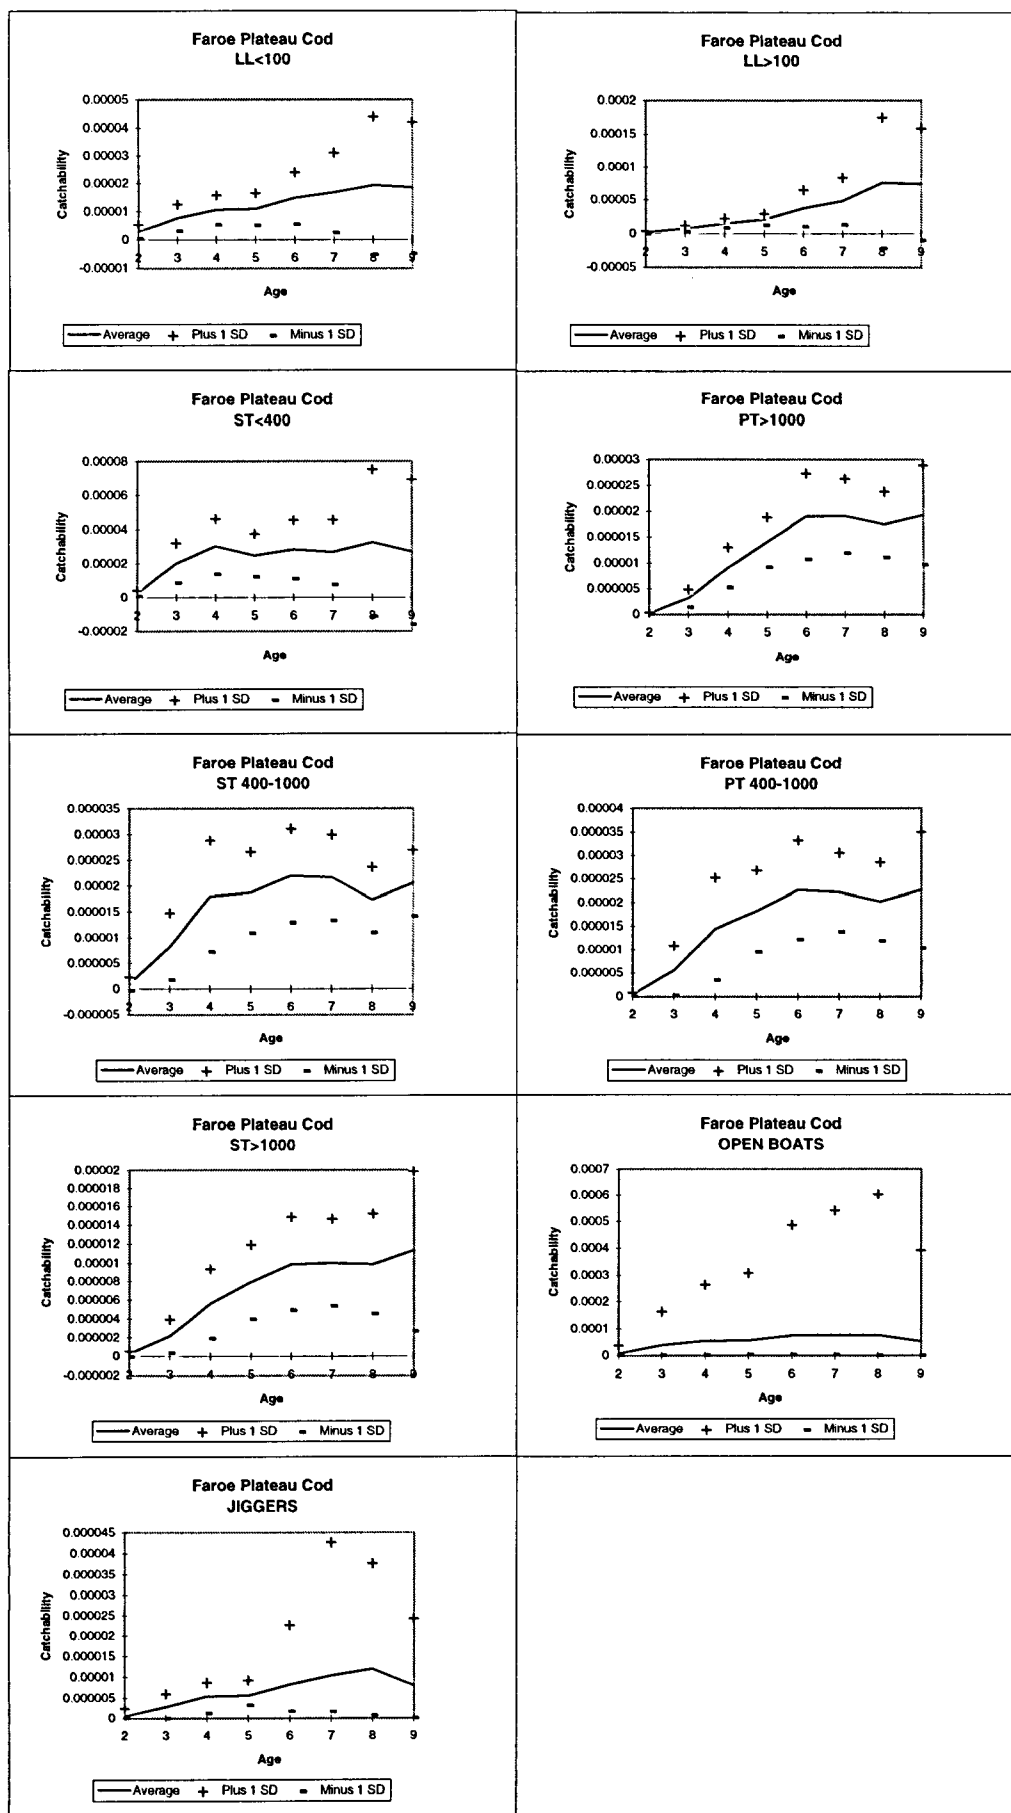 Faroe Plateau Cod
LL<100
0.00005
0.00004
0.00003
0.00002
0.00001
0
-0.00001
Catchability
2 3 4 5 6 7 8 9
Age
Average Plus 1 SD Minus 1 SD
Faroe Plateau Cod
LL>100
0.0002
0.00015
0.0001
0.00005
0
-0.00005
Catchability
2 3 4 5 6 7 8 9
Age
Average Plus 1 SD Minus 1 SD
Faroe Plateau Cod
ST<400
0.00008
0.00006
0.00004
0.00002
0
-0.00002
Catchability
2 3 4 5 6 7 8 9
Age
Average Plus 1 SD Minus 1 SD
Faroe Plateau Cod
PT>1000
0.00003
0.000025
0.00002
0.000015
0.00001
0.000005
0
Catchability
2 3 4 5 6 7 8 9
Age
Average Plus 1 SD Minus 1 SD
Faroe Plateau Cod
ST 400-1000
0.000035
0.00003
0.000025
0.00002
0.000015
0.00001
0.000005
0
-0.000005
Catchability
2 3 4 5 6 7 8 9
Age
Average Plus 1 SD Minus 1 SD
Faroe Plateau Cod
PT 400-1000
0.00004
0.000035
0.00003
0.000025
0.00002
0.000015
0.00001
0.000005
0
Catchability
2 3 4 5 6 7 8 9
Age
Average Plus 1 SD Minus 1 SD
Faroe Plateau Cod
ST>1000
0.00002
0.000018
0.000016
0.000014
0.000012
0.00001
0.000008
0.000006
0.000004
0.000002
0
-0.000002
Catchability
2 3 4 5 6 7 8 9
Age
Average Plus 1 SD Minus 1 SD
Faroe Plateau Cod
OPEN BOATS
0.0007
0.0006
0.0005
0.0004
0.0003
0.0002
0.0001
0
Catchability
2 3 4 5 6 7 8 9
Age
Average Plus 1 SD Minus 1 SD
Faroe Plateau Cod
JIGGERS
0.000045
0.00004
0.000035
0.00003
0.000025
0.00002
0.000015
0.00001
0.000005
0
Catchability
2 3 4 5 6 7 8 9
Age
Average Plus 1 SD Minus 1 SD